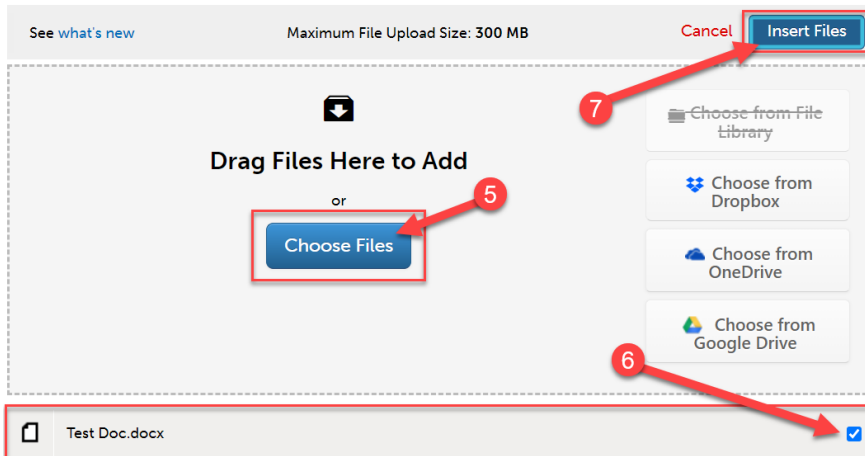 See what's new
Maximum File Upload Size: 300 MB
Cancel
Insert Files
7
Drag Files Here to Add
or
5
Choose Files
Choose from File
Library
Choose from
Dropbox
Choose from
OneDrive
Choose from
Google Drive
6
Test Doc.docx